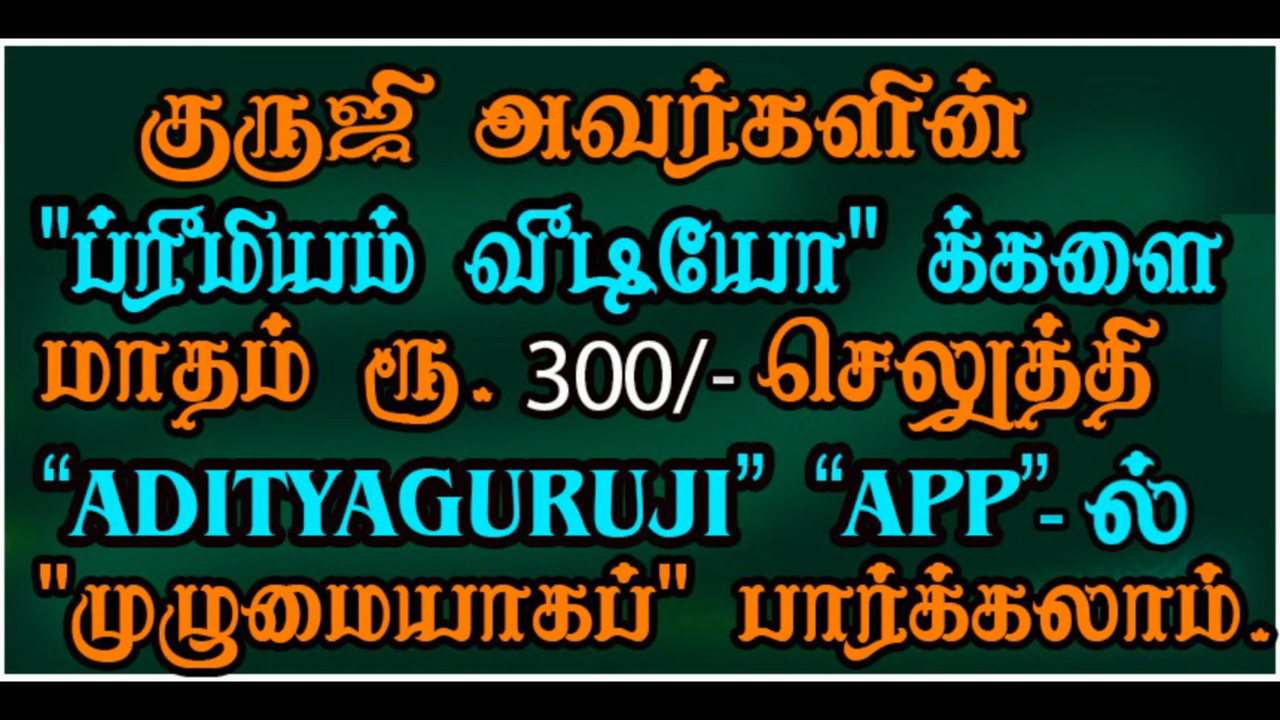 குருஜி அவர்களின்
"ப்ரீமியம் வீடியோ" க்களை
மாதம் ரூ. 300/- செலுத்தி
“ADITYAGURUJI” “APP”- ல்
"முழுமையாகப்" பார்க்கலாம்.